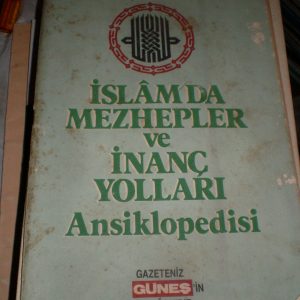 İSLÂM'DA
MEZHEPLER
ve
İNANÇ
YOLLARI
Ansiklopedisi
GAZETENİZ
GÜNEŞ'İN